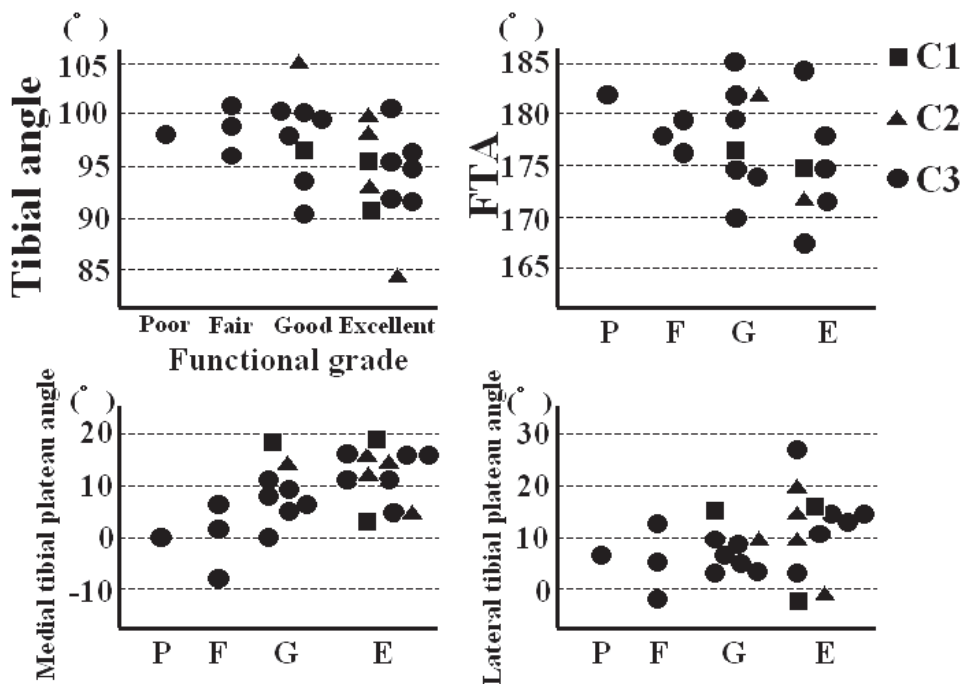 (°)
Tibial angle
105
100
95
90
85
Poor Fair Good Excellent
Functional grade
(°)
FTA
185
180
175
170
165
P F G E
C1
C2
C3
(°)
Medial tibial plateau angle
20
10
0
-10
P F G E
(°)
Lateral tibial plateau angle
30
20
10
0
P F G E